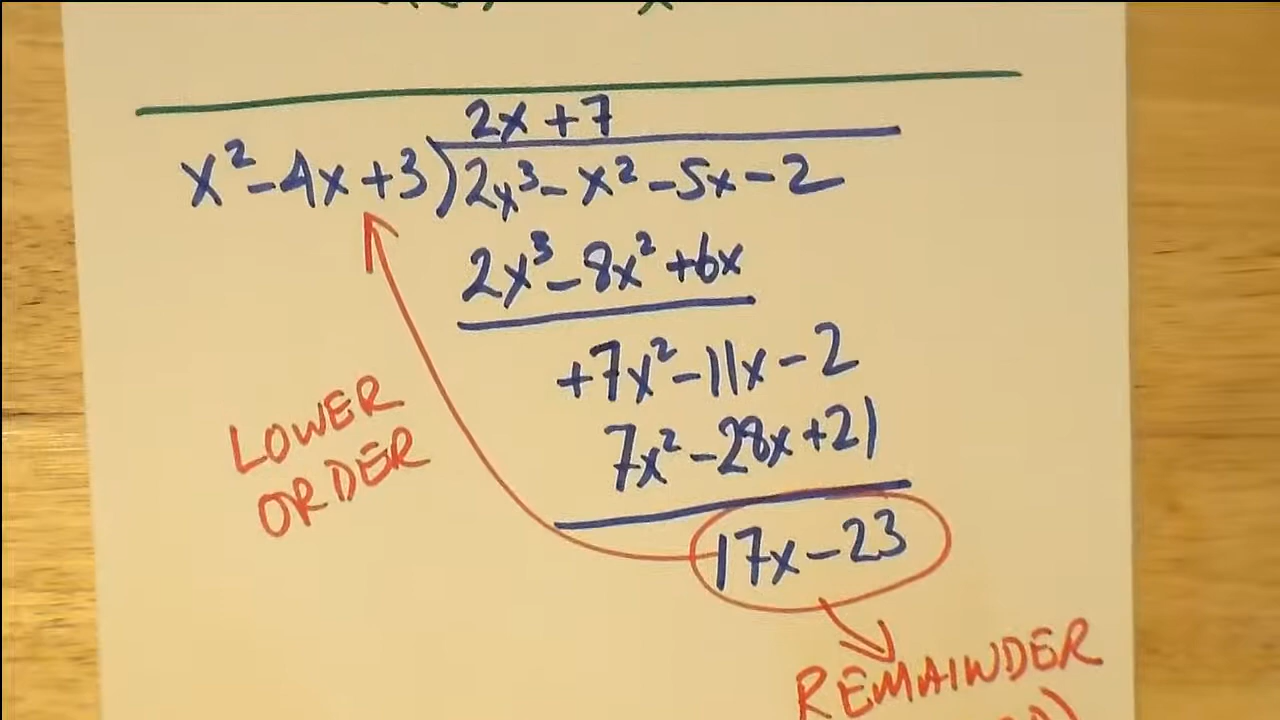 2x + 7
x² - 4x + 3 ) 2x³ - x² - 5x - 2
2x³ - 8x² + 6x
+7x² - 11x - 2
7x² - 28x + 21
17x - 23
LOWER
ORDER
REMAINDER